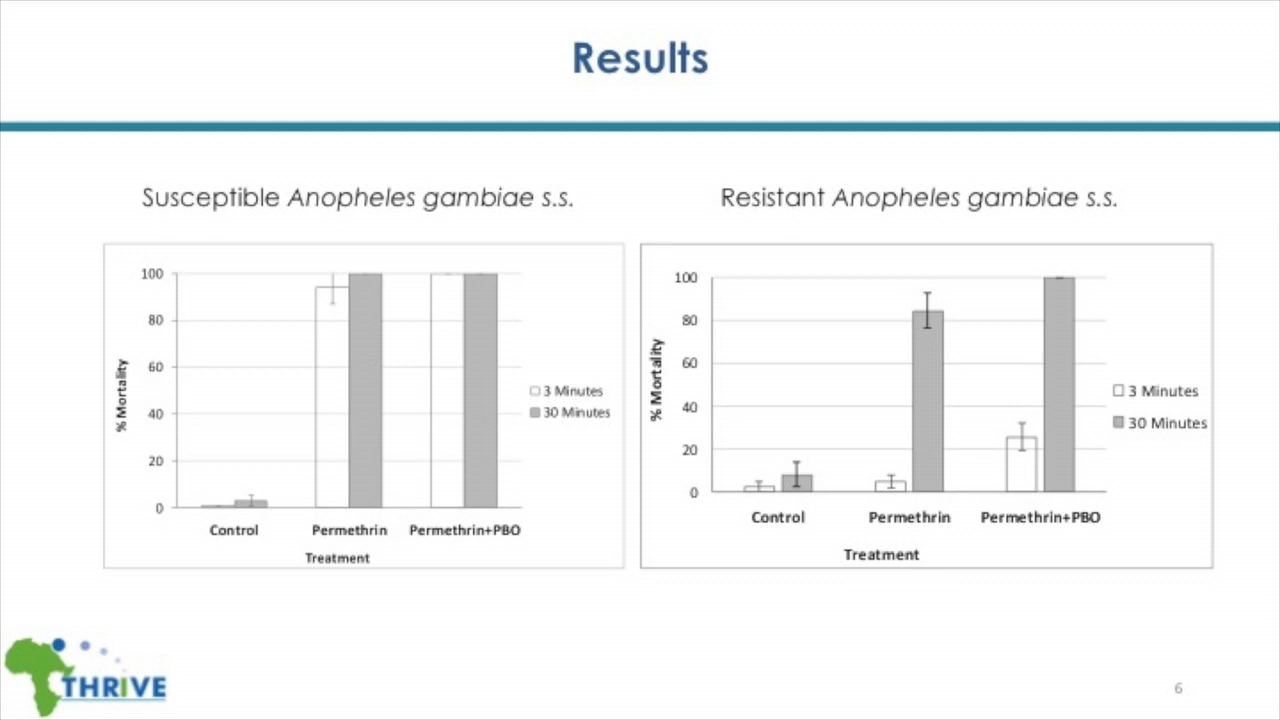 Results
Susceptible Anopheles gambiae s.s.
100
80
60
40
20
0
% Mortality
Control
Permethrin
Permethrin+PBO
Treatment
3 Minutes
30 Minutes
Resistant Anopheles gambiae s.s.
100
80
60
40
20
0
% Mortality
Control
Permethrin
Permethrin+PBO
Treatment
3 Minutes
30 Minutes
THRIVE
6